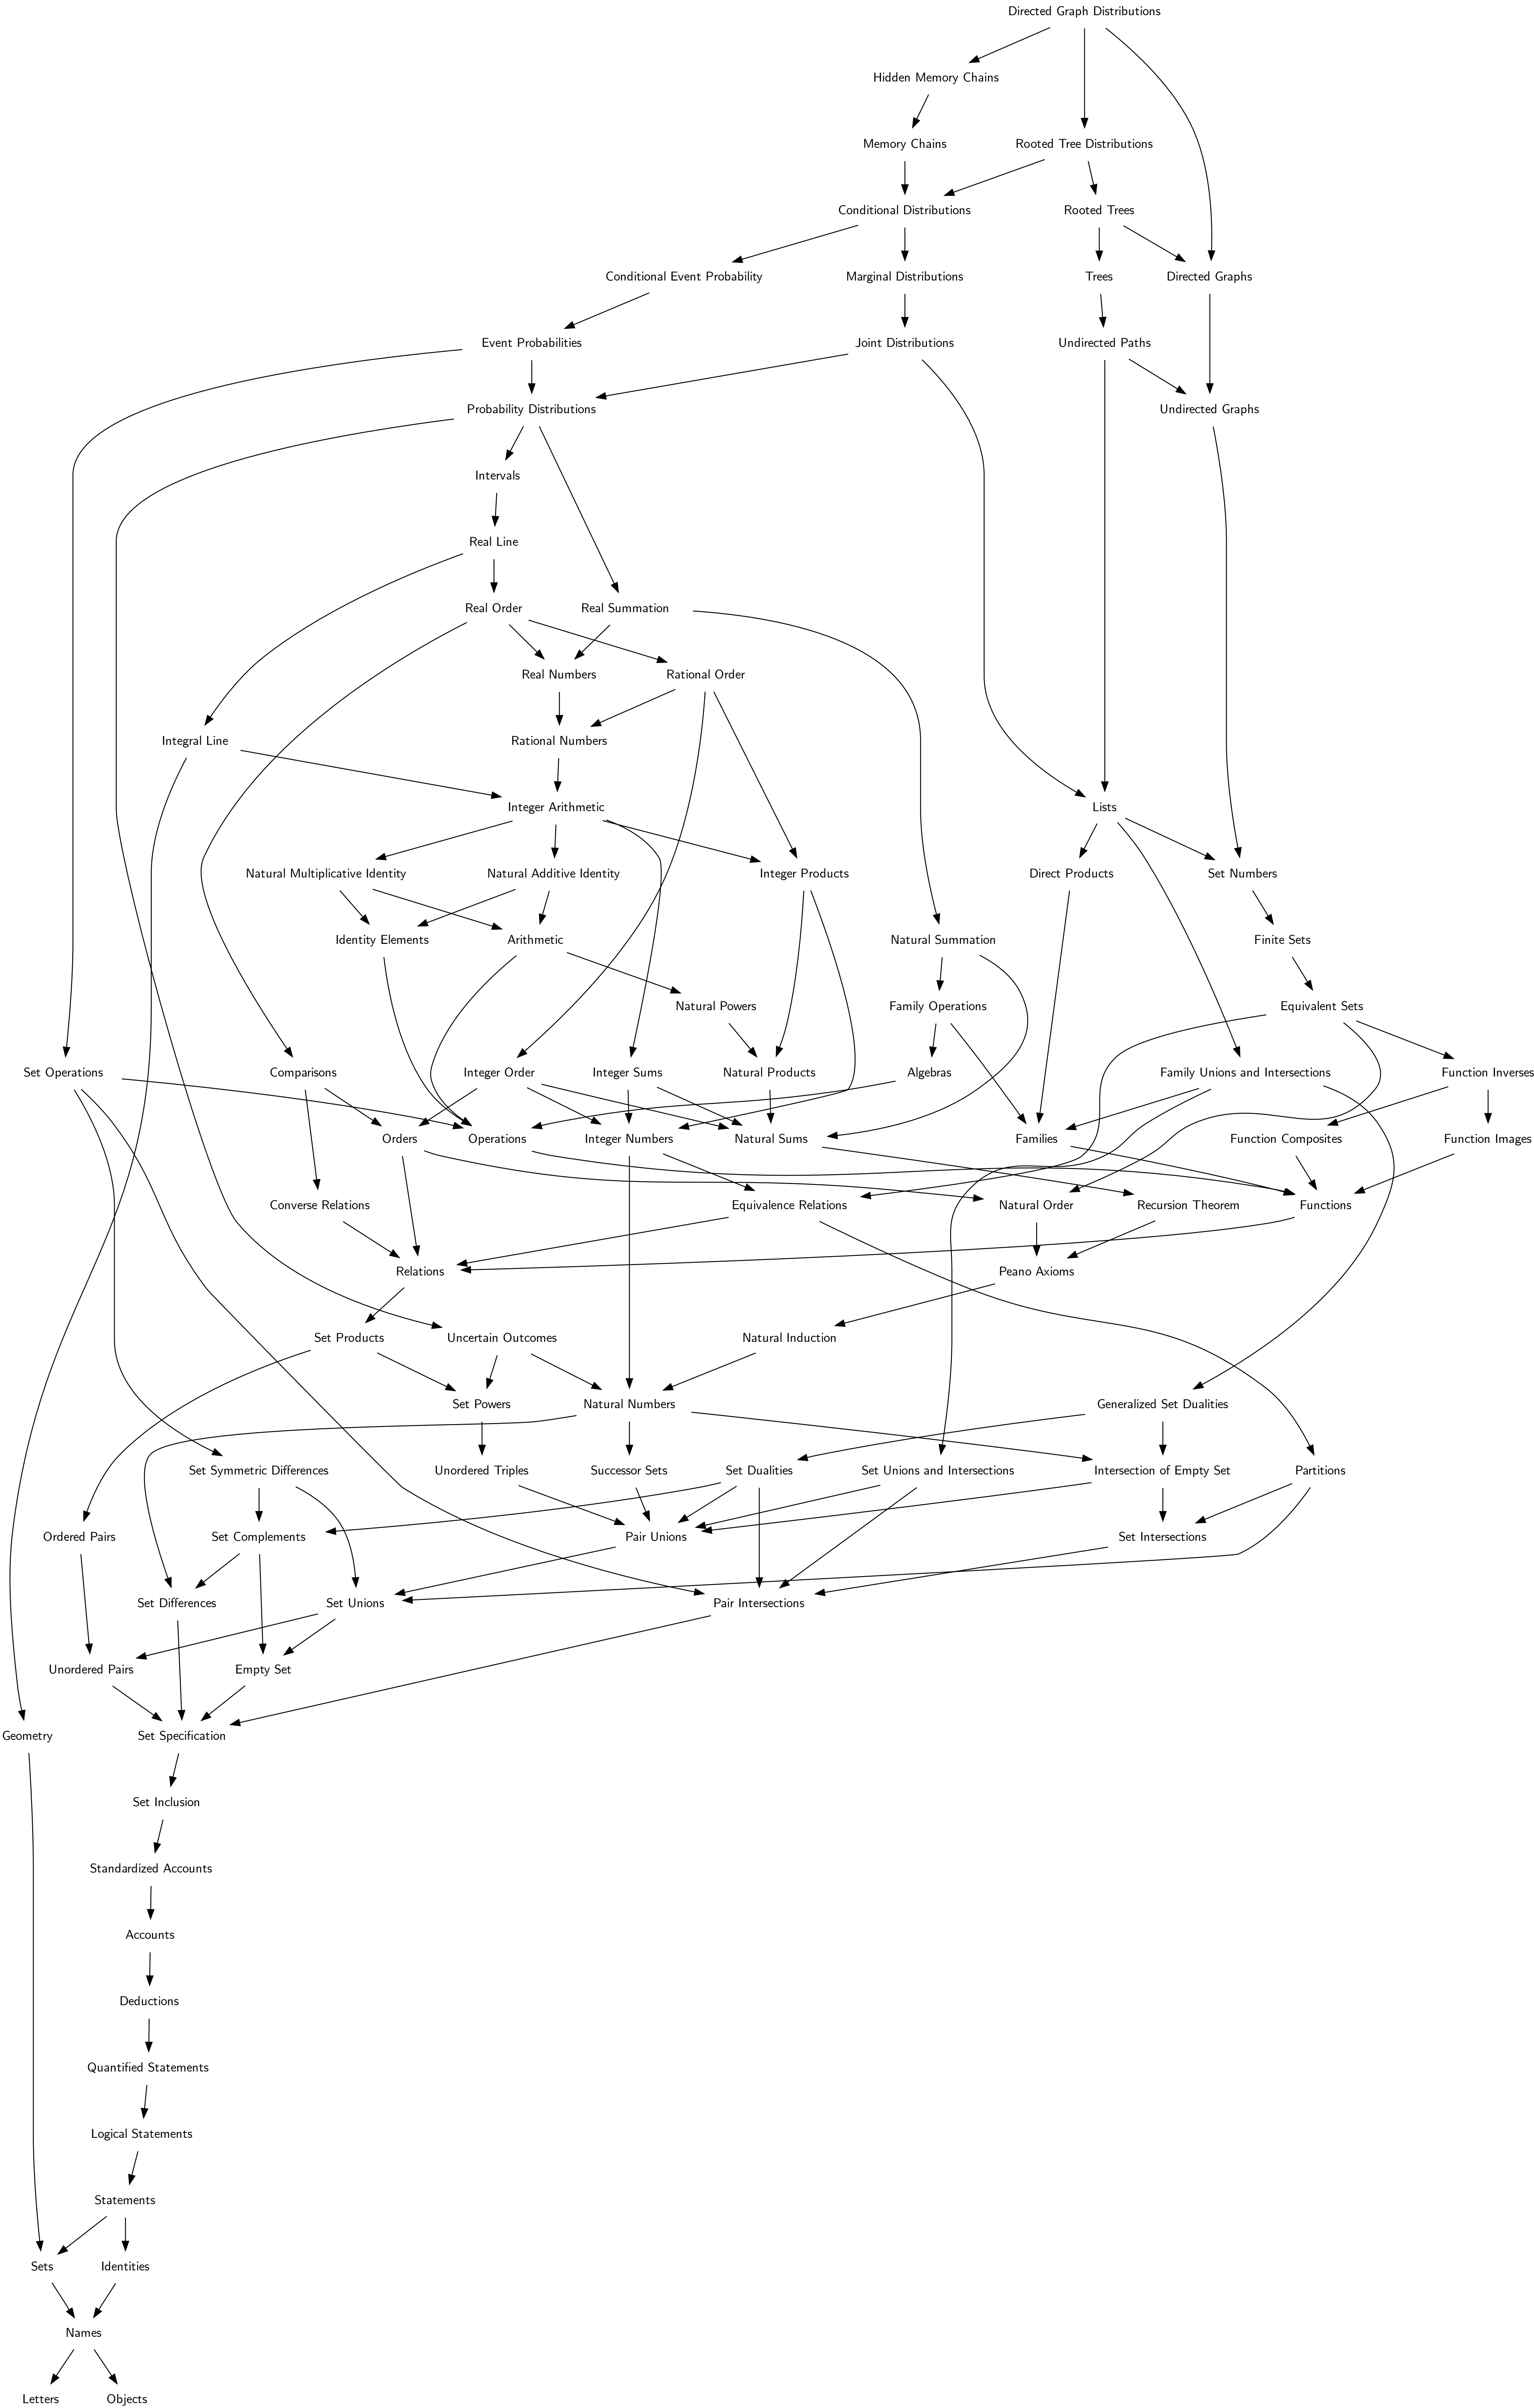 Directed Graph Distributions
Hidden Memory Chains
Memory Chains
Rooted Tree Distributions
Conditional Distributions
Rooted Trees
Conditional Event Probability
Marginal Distributions
Trees
Directed Graphs
Event Probabilities
Joint Distributions
Undirected Paths
Probability Distributions
Undirected Graphs
Intervals
Real Line
Real Order
Real Summation
Real Numbers
Rational Order
Integral Line
Rational Numbers
Integer Arithmetic
Lists
Natural Multiplicative Identity
Natural Additive Identity
Integer Products
Direct Products
Set Numbers
Identity Elements
Arithmetic
Natural Summation
Finite Sets
Natural Powers
Family Operations
Equivalent Sets
Set Operations
Comparisons
Integer Order
Integer Sums
Natural Products
Algebras
Family Unions and Intersections
Function Inverses
Orders
Operations
Integer Numbers
Natural Sums
Families
Function Composites
Function Images
Converse Relations
Equivalence Relations
Natural Order
Recursion Theorem
Functions
Relations
Peano Axioms
Set Products
Uncertain Outcomes
Natural Induction
Set Powers
Natural Numbers
Generalized Set Dualities
Set Symmetric Differences
Unordered Triples
Successor Sets
Set Dualities
Set Unions and Intersections
Intersection of Empty Set
Partitions
Ordered Pairs
Set Complements
Pair Unions
Set Intersections
Set Differences
Set Unions
Pair Intersections
Unordered Pairs
Empty Set
Geometry
Set Specification
Set Inclusion
Standardized Accounts
Accounts
Deductions
Quantified Statements
Logical Statements
Statements
Sets
Identities
Names
Letters
Objects